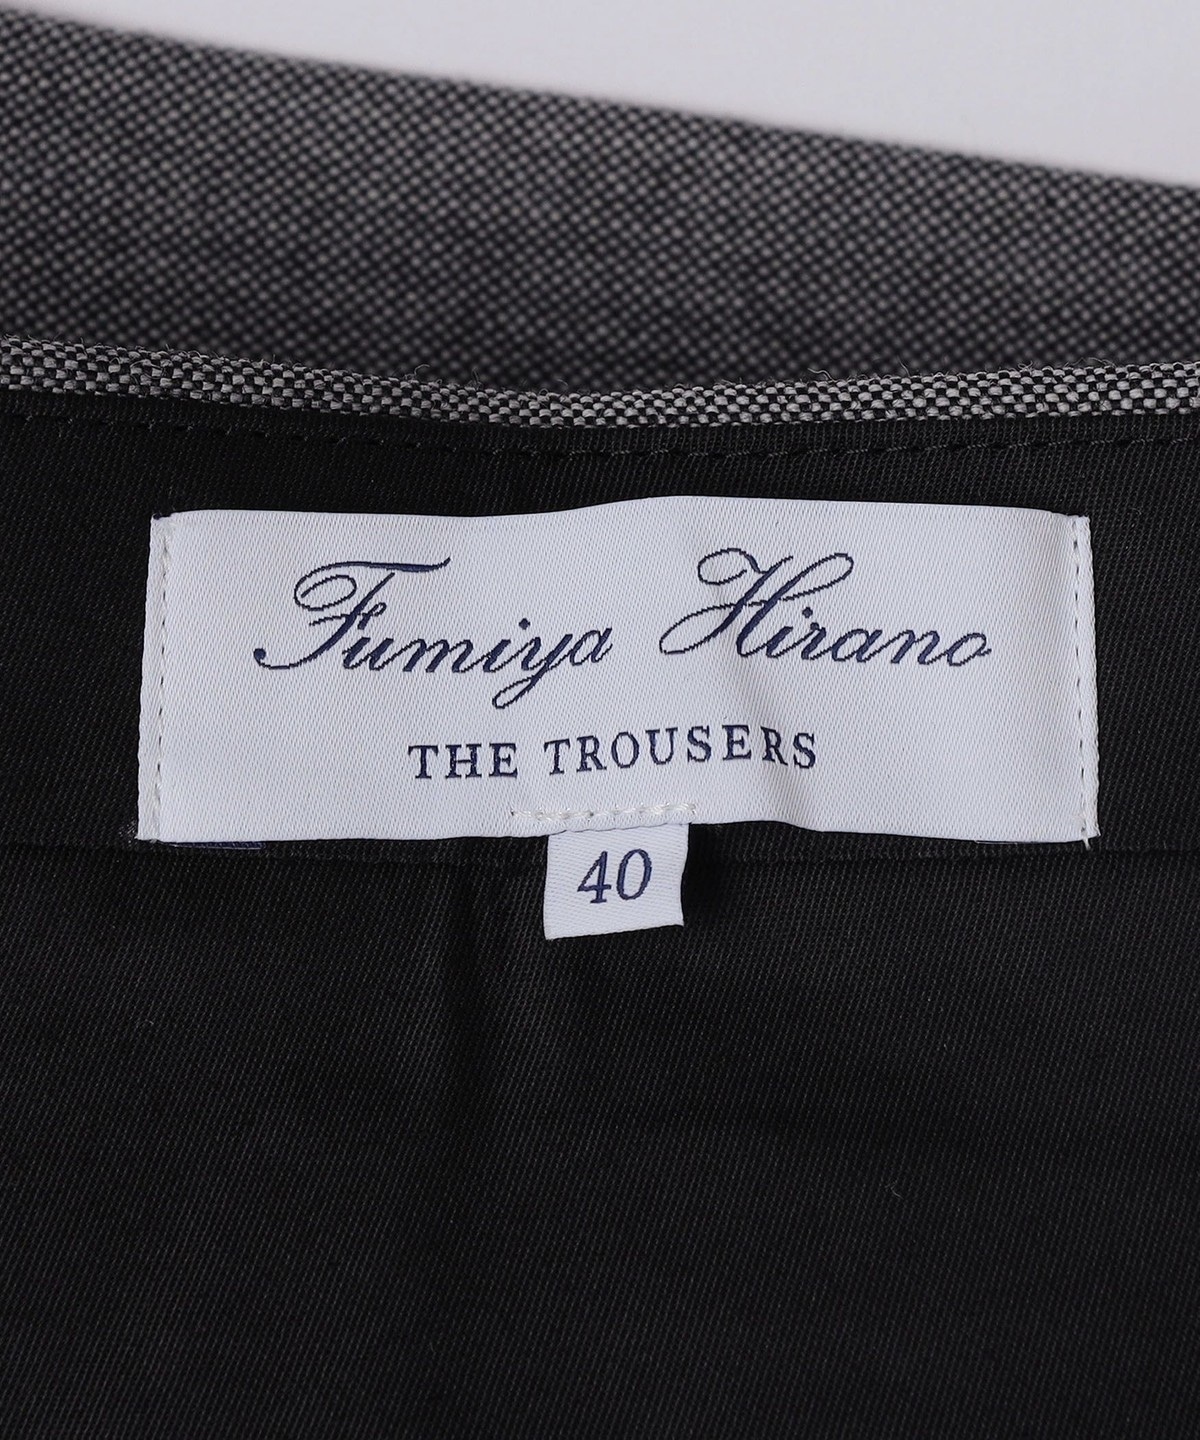 Fumiya Hirano
THE TROUSERS
40